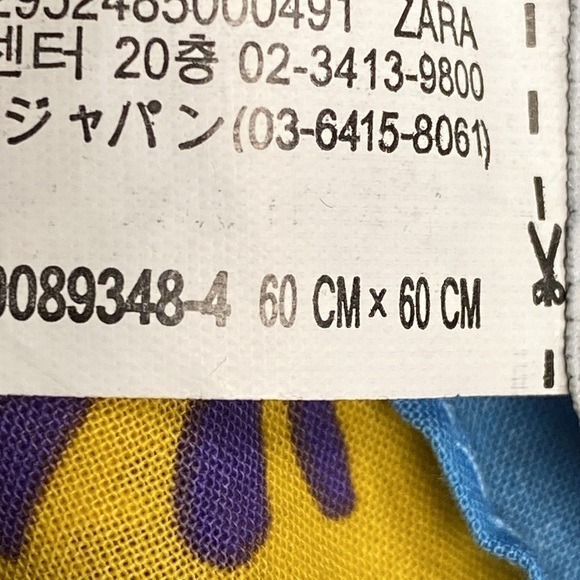 2952485000491 ZARA
센터 20층 02-3413-9800
ジャパン(03-6415-8061)
0089348-4 60 CM × 60 CM